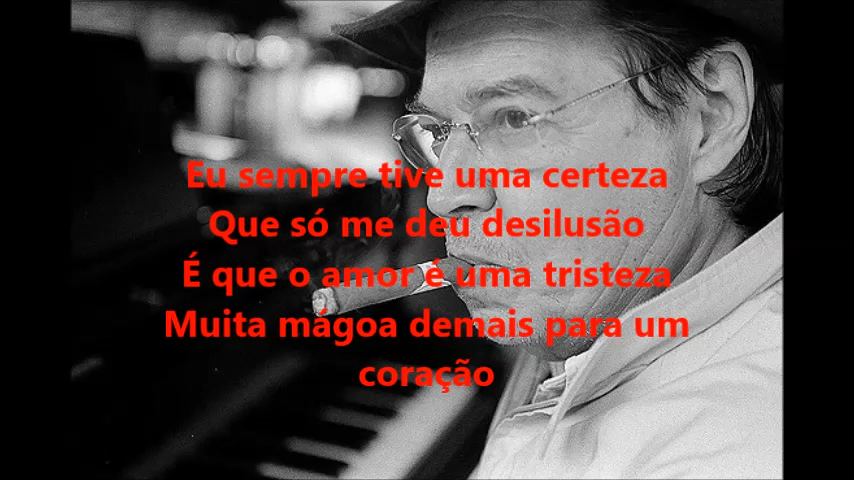 Eu sempre tive uma certeza
Que só me deu desilusão
É que o amor é uma tristeza
Muita mágoa demais para um
coração